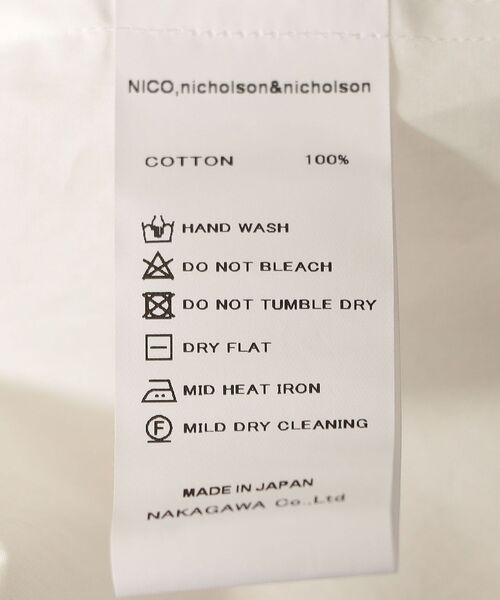 NICO,nicholson&nicholson
COTTON 100%
HAND WASH
DO NOT BLEACH
DO NOT TUMBLE DRY
DRY FLAT
MID HEAT IRON
F MILD DRY CLEANING
MADE IN JAPAN
NAKAGAWA Co.,Ltd